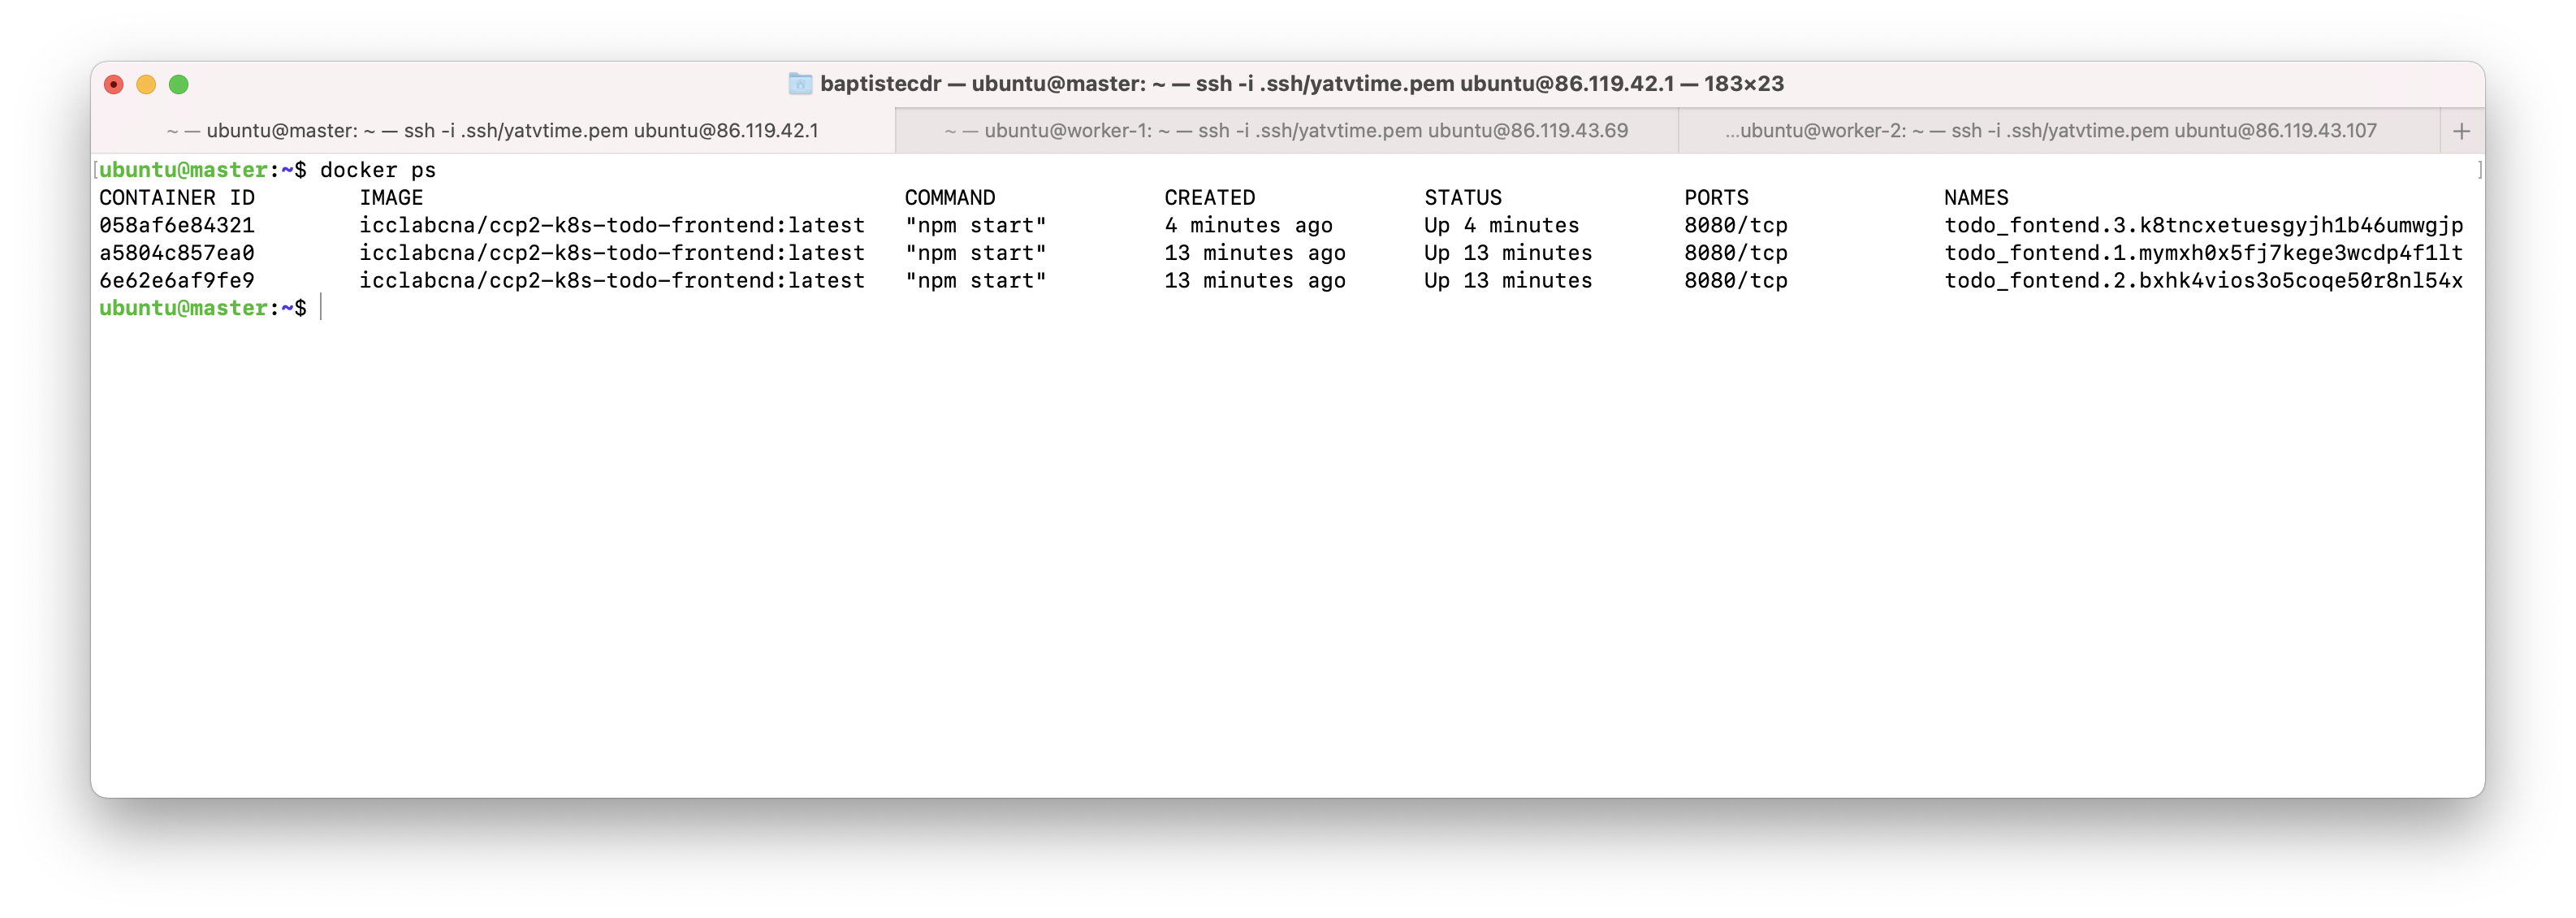 baptistecdr — ubuntu@master: ~ — ssh -i .ssh/yatvtime.pem ubuntu@86.119.42.1 — 183×23
~ — ubuntu@master: ~ — ssh -i .ssh/yatvtime.pem ubuntu@86.119.42.1 ~ — ubuntu@worker-1: ~ — ssh -i .ssh/yatvtime.pem ubuntu@86.119.43.69 ...ubuntu@worker-2: ~ — ssh -i .ssh/yatvtime.pem ubuntu@86.119.43.107 +
[ubuntu@master:~$ docker ps ]
CONTAINER ID IMAGE COMMAND CREATED STATUS PORTS NAMES
058af6e84321 icclabcna/ccp2-k8s-todo-frontend:latest "npm start" 4 minutes ago Up 4 minutes 8080/tcp todo_fontend.3.k8tncxetuesgyjh1b46umwgjp
a5804c857ea0 icclabcna/ccp2-k8s-todo-frontend:latest "npm start" 13 minutes ago Up 13 minutes 8080/tcp todo_fontend.1.mymxh0x5fj7kege3wcdp4f1lt
6e62e6af9fe9 icclabcna/ccp2-k8s-todo-frontend:latest "npm start" 13 minutes ago Up 13 minutes 8080/tcp todo_fontend.2.bxhk4vios3o5coqe50r8nl54x
ubuntu@master:~$